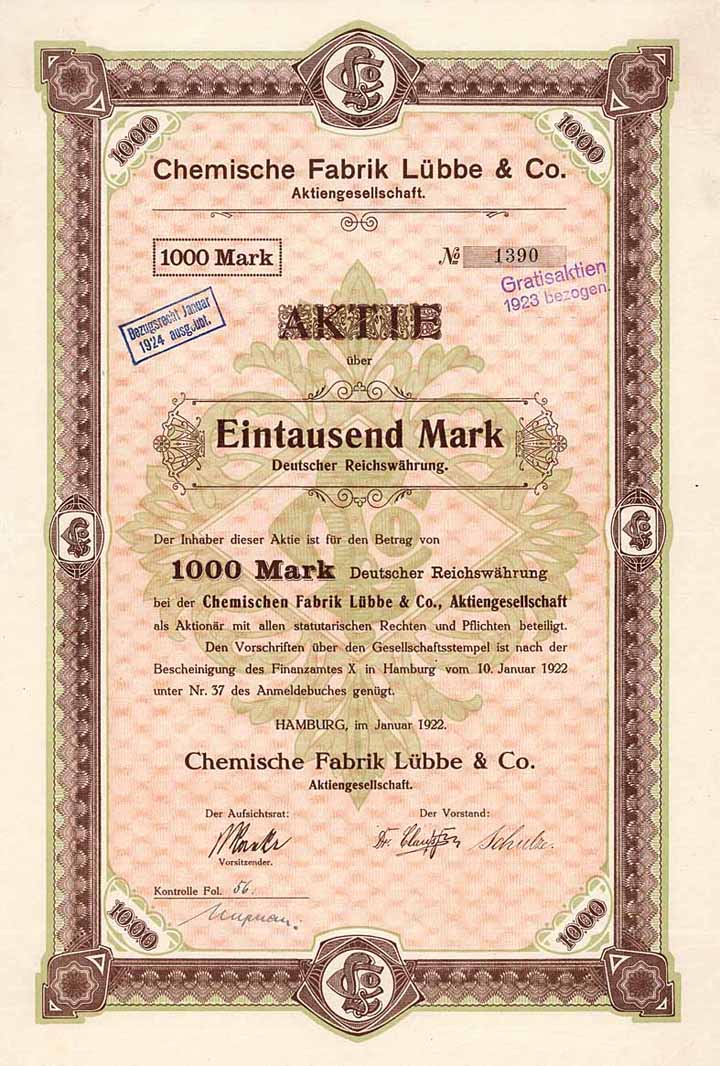 1000
1000
Chemische Fabrik Lübbe & Co.
Aktiengesellschaft.
1000 Mark
No 1390
Gratisaktien
1923 bezogen.
Bezugsrecht Januar
1924 ausgeübt.
AKTIE
über
Eintausend Mark
Deutscher Reichswährung.
Der Inhaber dieser Aktie ist für den Betrag von
1000 Mark Deutscher Reichswährung
bei der Chemischen Fabrik Lübbe & Co., Aktiengesellschaft
als Aktionär mit allen statutarischen Rechten und Pflichten beteiligt.
Den Vorschriften über den Gesellschaftsstempel ist nach der
Bescheinigung des Finanzamtes X in Hamburg vom 10. Januar 1922
unter Nr. 37 des Anmeldebuches genügt.
HAMBURG, im Januar 1922.
Chemische Fabrik Lübbe & Co.
Aktiengesellschaft.
Der Aufsichtsrat:
Der Vorstand:
Dr. Schulze.
Vorsitzender.
Kontrolle Fol. 56.
1000
1000